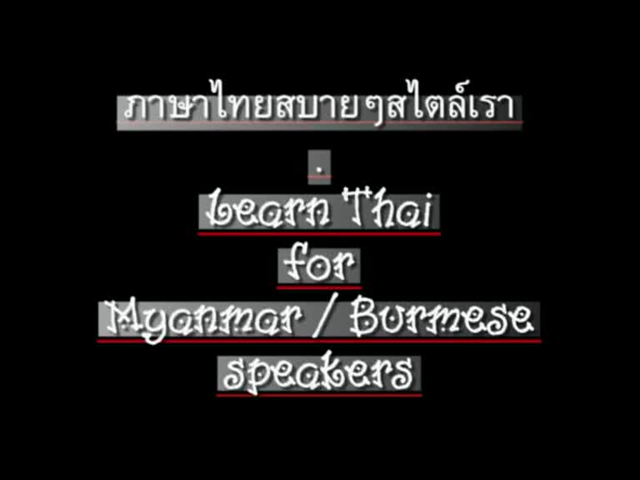 ภาษาไทยสบายๆสไตล์เรา
.
Learn Thai
for
Myanmar / Burmese
speakers